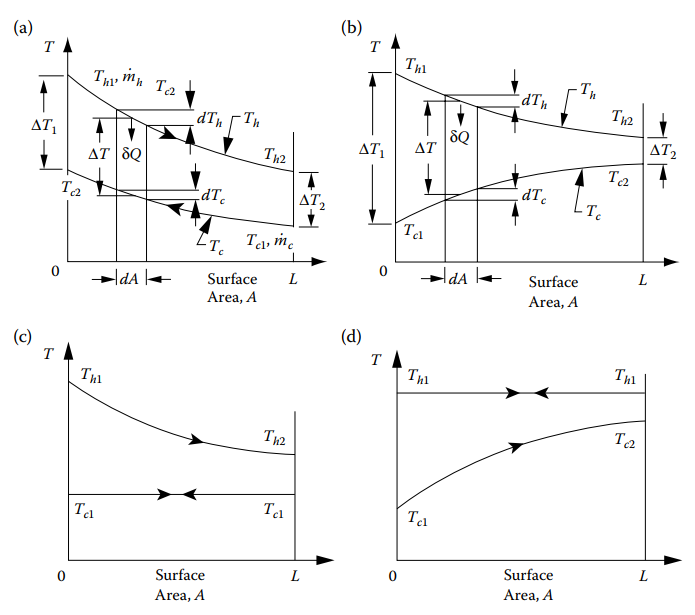 (a)
T
T_h1, ṁ_h
T_c2
dT_h
T_h
ΔT_1
ΔT
δQ
T_h2
T_c2
dT_c
ΔT_2
T_c
T_c1, ṁ_c
0
dA
Surface
Area, A
L
(b)
T
T_h1
dT_h
T_h
T_h2
ΔT_1
ΔT
δQ
ΔT_2
T_c2
dT_c
T_c
T_c1
0
dA
Surface
Area, A
L
(c)
T
T_h1
T_h2
T_c1
T_c1
0
Surface
Area, A
L
(d)
T
T_h1
T_h1
T_c2
T_c1
0
Surface
Area, A
L